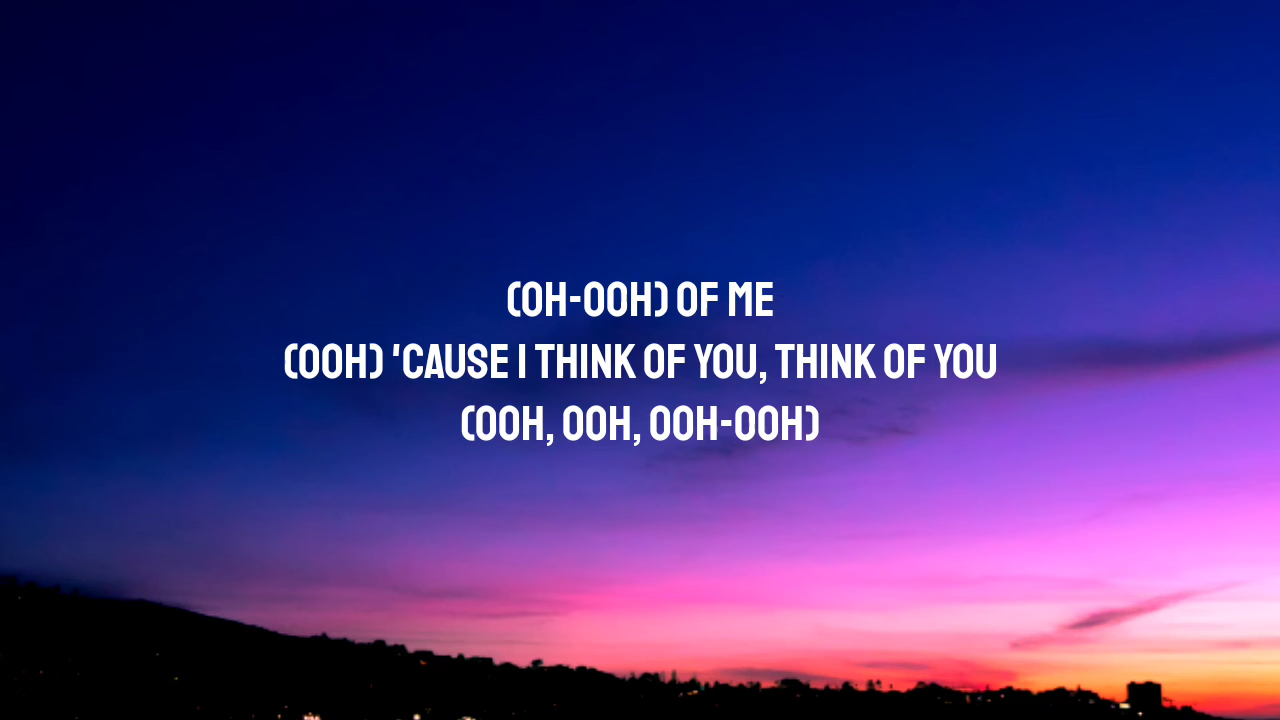 (OH-OOH) OF ME
(OOH) 'CAUSE I THINK OF YOU, THINK OF YOU
(OOH, OOH, OOH-OOH)